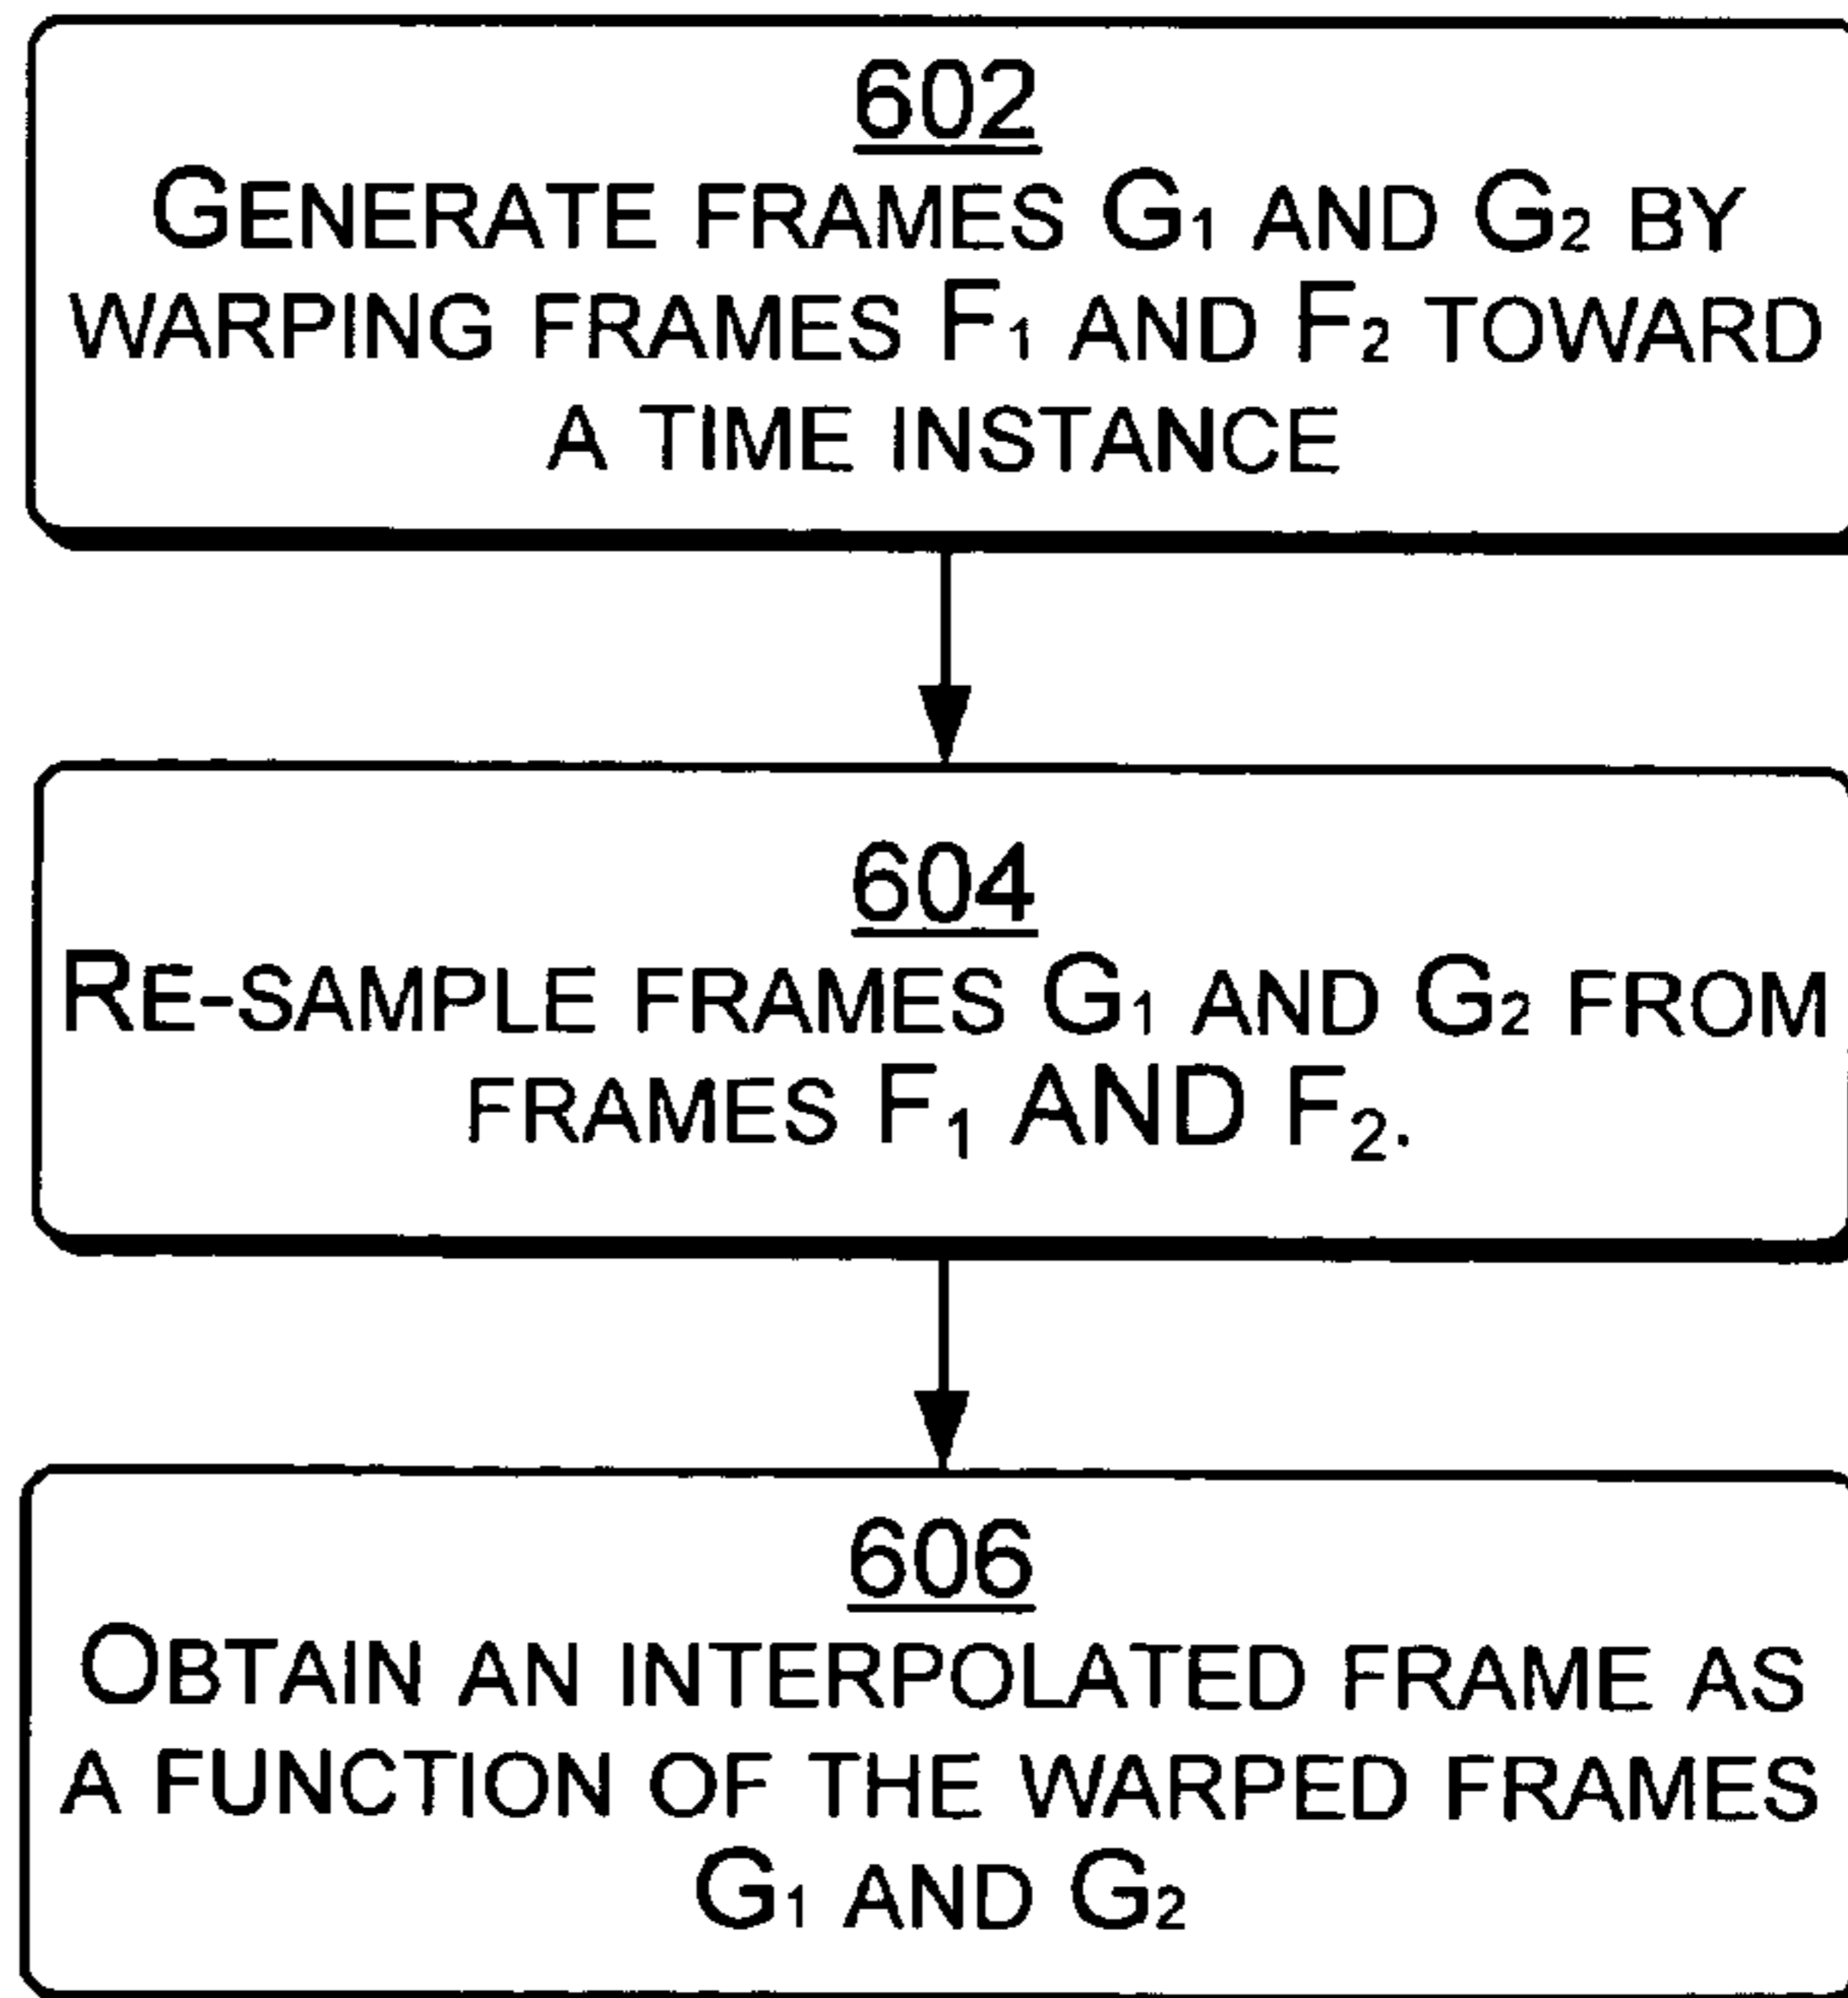 602
GENERATE FRAMES G1 AND G2 BY
WARPING FRAMES F1 AND F2 TOWARD
A TIME INSTANCE
604
RE-SAMPLE FRAMES G1 AND G2 FROM
FRAMES F1 AND F2.
606
OBTAIN AN INTERPOLATED FRAME AS
A FUNCTION OF THE WARPED FRAMES
G1 AND G2